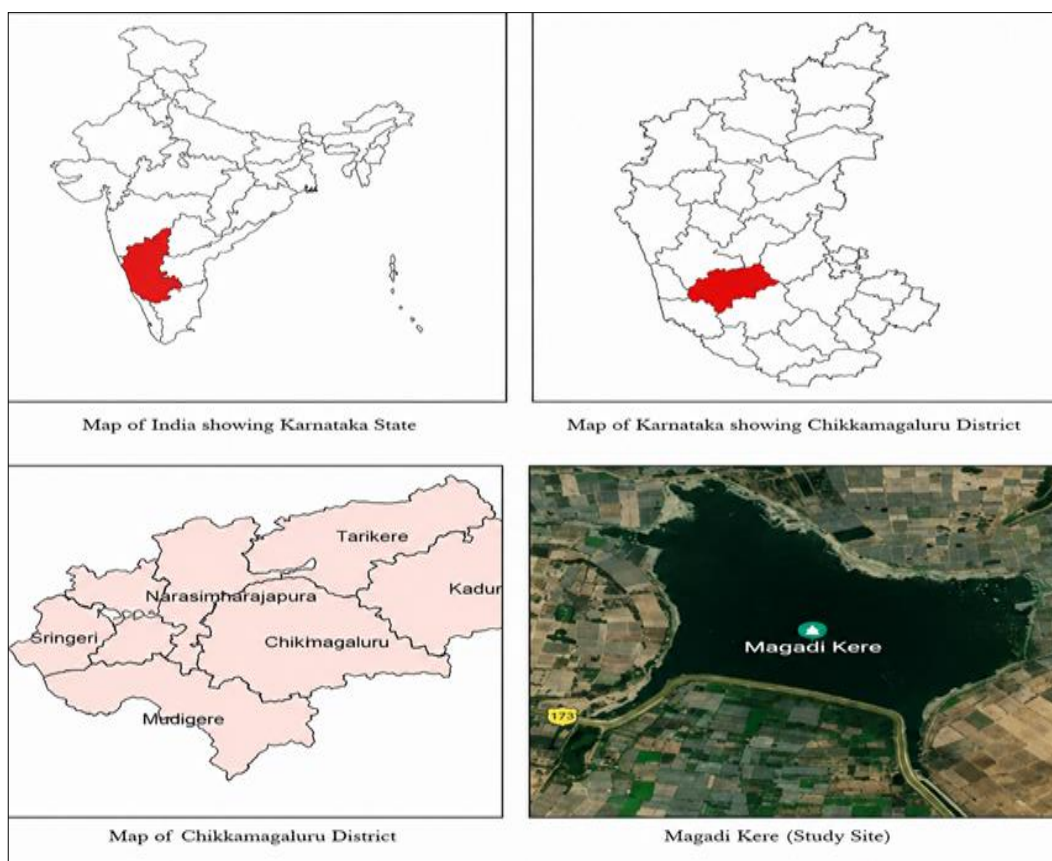 Map of India showing Karnataka State
Map of Karnataka showing Chikkamagaluru District
Tarikere
Kadur
Narasimharajapura
Koppa
Sringeri
Chikmagaluru
Mudigere
Magadi Kere
173
Map of Chikkamagaluru District
Magadi Kere (Study Site)